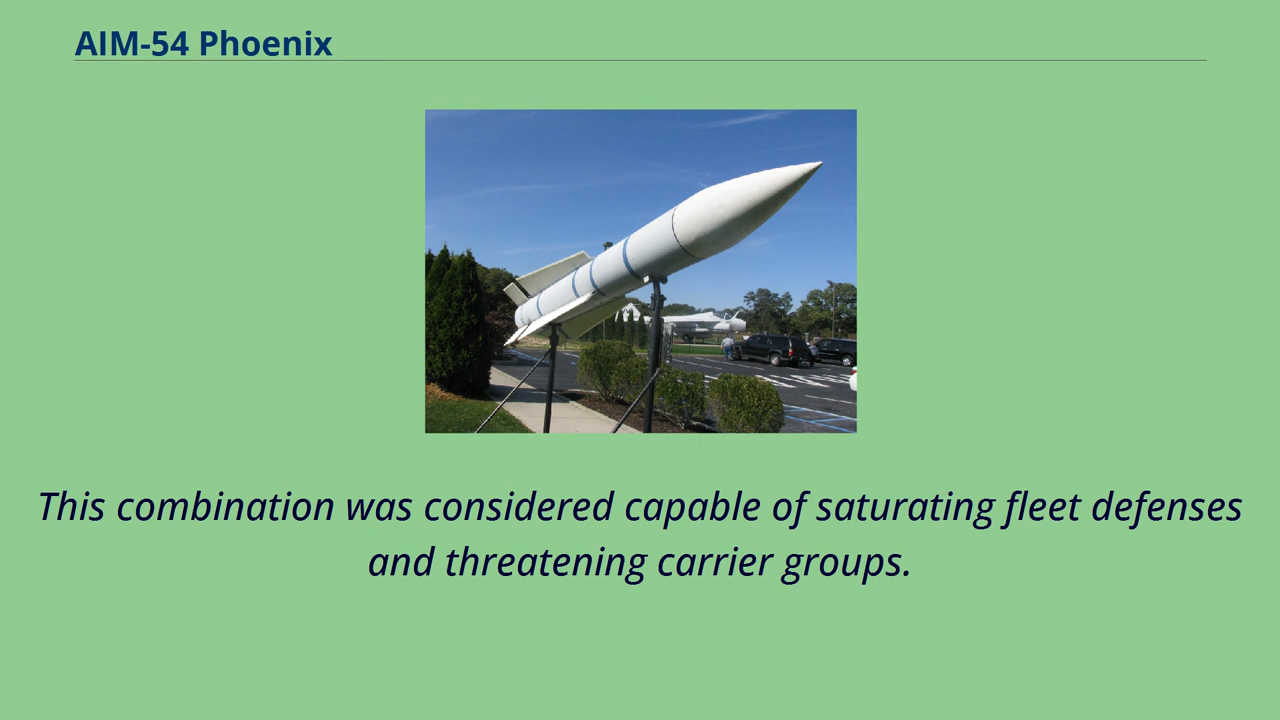 AIM-54 Phoenix
This combination was considered capable of saturating fleet defenses
and threatening carrier groups.